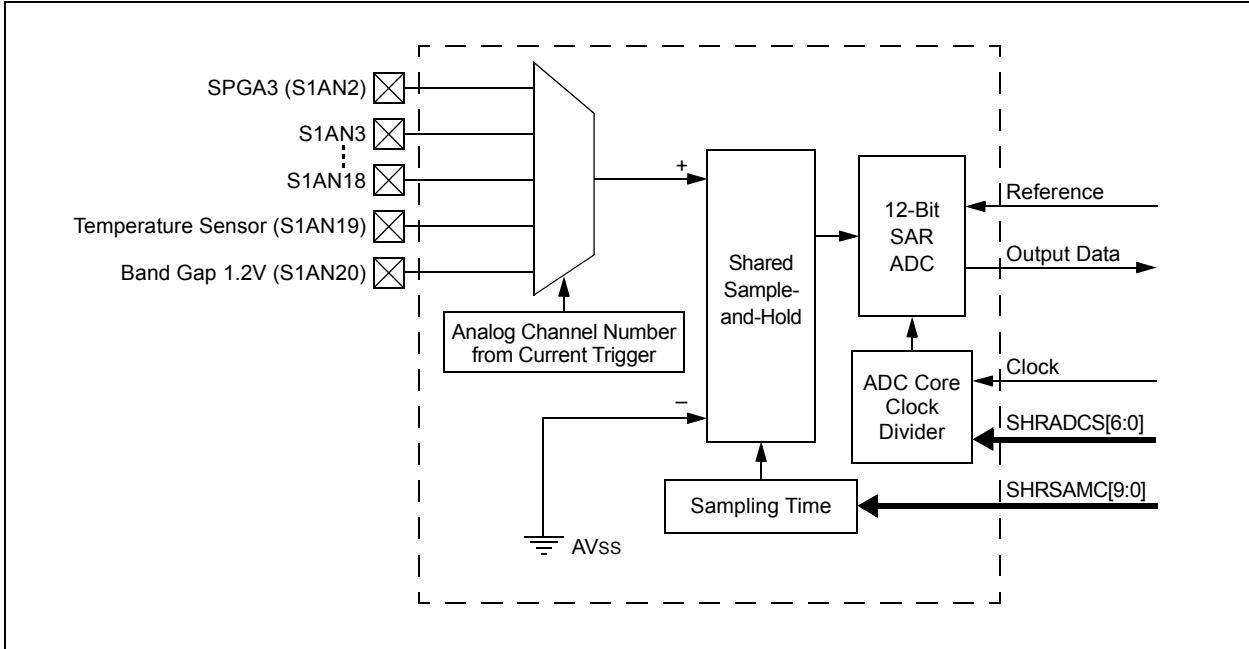 SPGA3 (S1AN2)
S1AN3
S1AN18
Temperature Sensor (S1AN19)
Band Gap 1.2V (S1AN20)
Analog Channel Number
from Current Trigger
+
–
AVSS
Shared
Sample-
and-Hold
Sampling Time
12-Bit
SAR
ADC
ADC Core
Clock
Divider
Reference
Output Data
Clock
SHRADCS[6:0]
SHRSAMC[9:0]